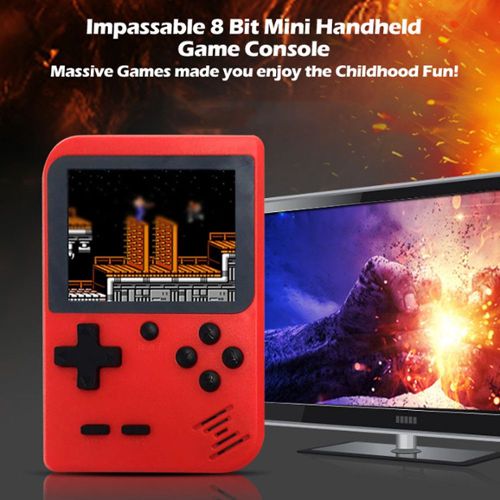 Impassable 8 Bit Mini Handheld
Game Console
Massive Games made you enjoy the Childhood Fun!